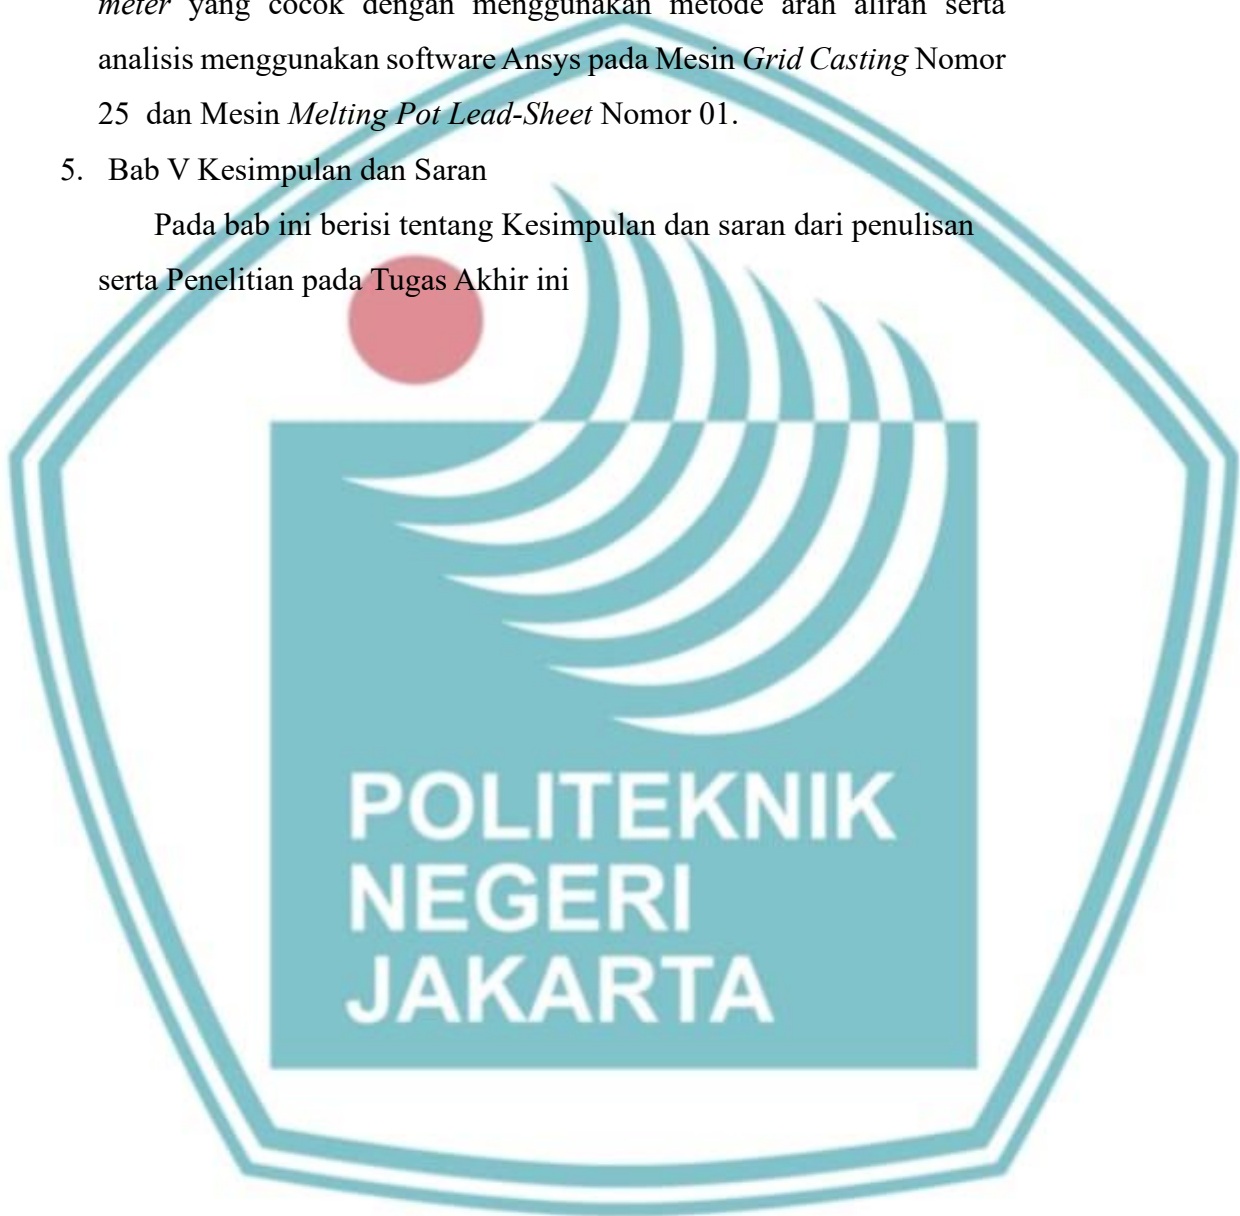 meter yang cocok dengan menggunakan metode arah aliran serta
analisis menggunakan software Ansys pada Mesin Grid Casting Nomor
25 dan Mesin Melting Pot Lead-Sheet Nomor 01.
5. Bab V Kesimpulan dan Saran
Pada bab ini berisi tentang Kesimpulan dan saran dari penulisan
serta Penelitian pada Tugas Akhir ini
POLITEKNIK
NEGERI
JAKARTA